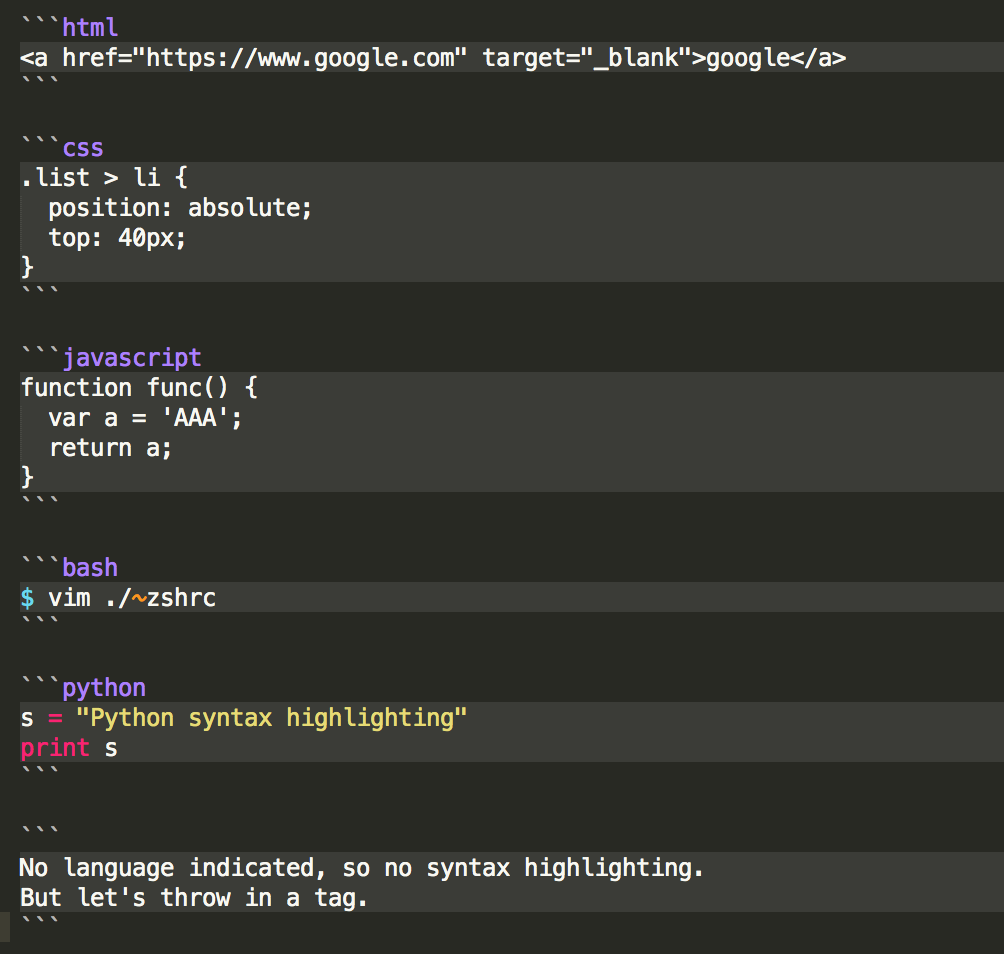 ```html
<a href="https://www.google.com" target="_blank">google</a>
```
```css
.list > li {
  position: absolute;
  top: 40px;
}
```
```javascript
function func() {
  var a = 'AAA';
  return a;
}
```
```bash
$ vim ./~zshrc
```
```python
s = "Python syntax highlighting"
print s
```
```
No language indicated, so no syntax highlighting.
But let's throw in a tag.
```